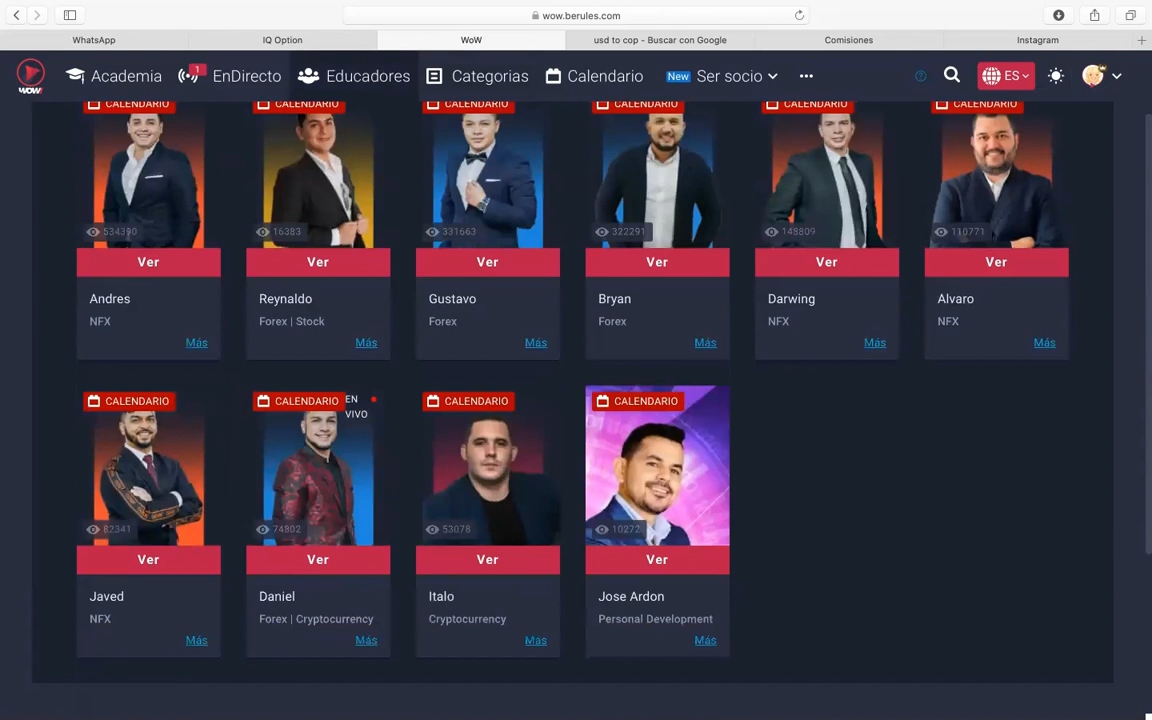 wow.berules.com
WhatsApp
IQ Option
WoW
usd to cop - Buscar con Google
Comisiones
Instagram
WOW!
Academia
1
EnDirecto
Educadores
Categorias
Calendario
New Ser socio
ES
CALENDARIO
CALENDARIO
CALENDARIO
CALENDARIO
CALENDARIO
CALENDARIO
534390
16383
331663
322291
148809
110771
Ver
Ver
Ver
Ver
Ver
Ver
Andres
Reynaldo
Gustavo
Bryan
Darwing
Alvaro
NFX
Forex | Stock
Forex
Forex
NFX
NFX
Más
Más
Más
Más
Más
Más
CALENDARIO
CALENDARIO
EN
VIVO
CALENDARIO
CALENDARIO
82341
74802
53078
10272
Ver
Ver
Ver
Ver
Javed
Daniel
Italo
Jose Ardon
NFX
Forex | Cryptocurrency
Cryptocurrency
Personal Development
Más
Más
Más
Más